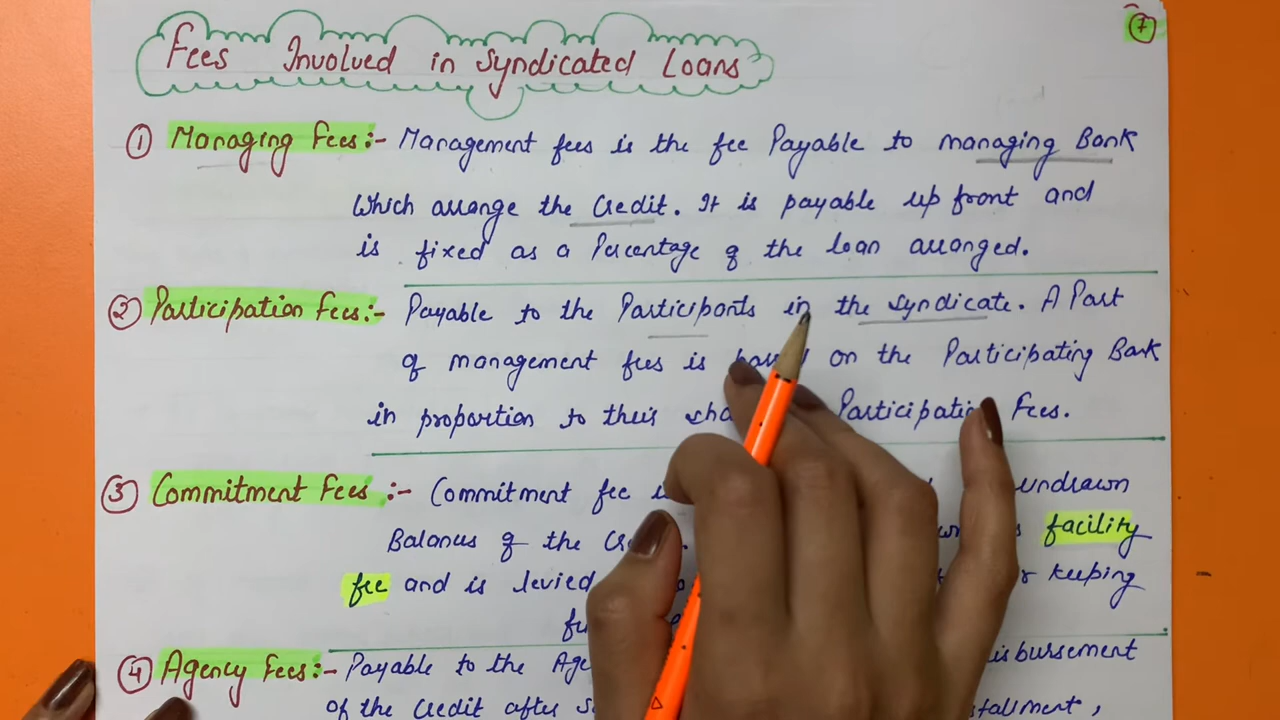 7
Fees Involved in Syndicated Loans
① Managing Fees:- Management fees is the fee Payable to managing Bank
Which arrange the Credit. It is payable up front and
is fixed as a Percentage of the loan arranged.
② Participation Fees:- Payable to the Participants in the Syndicate. A Part
of management fees is on the Participating Bank
in proportion to their Participation Fees.
③ Commitment Fees :- Commitment fee undrawn
Balanus of the facility
fee and is levied keeping
④ Agency Fees:- Payable to the
of the Credit after